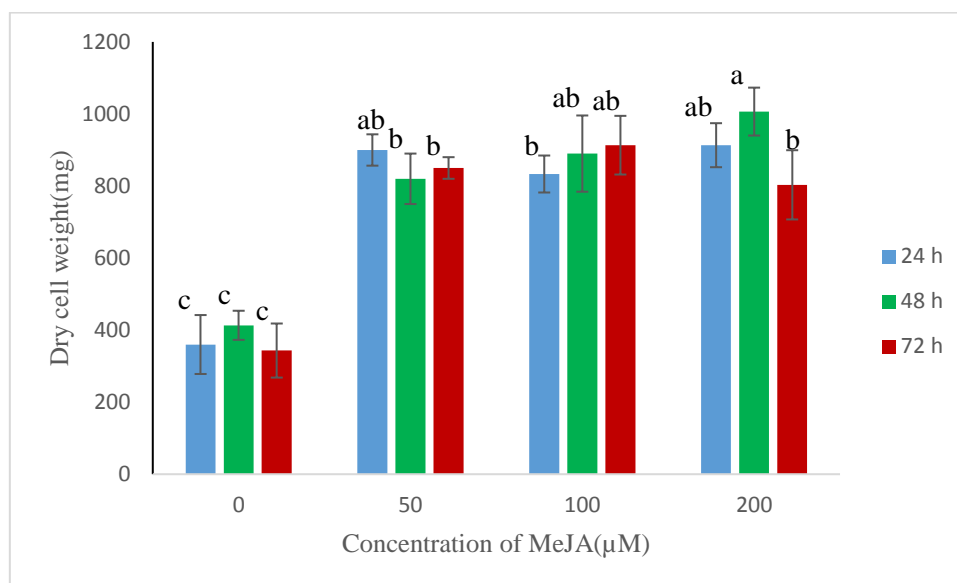 1200
1000
800
600
400
200
0
Dry cell weight(mg)
c c c
ab b b
b ab ab
ab a b
0 50 100 200
Concentration of MeJA(µM)
24 h
48 h
72 h